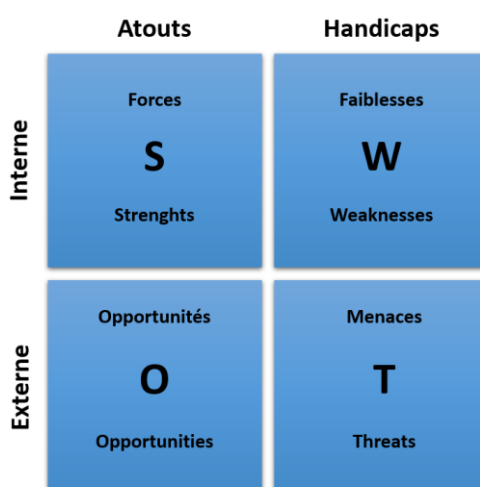 Atouts Handicaps
Interne
Forces
S
Strenghts
Faiblesses
W
Weaknesses
Externe
Opportunités
O
Opportunities
Menaces
T
Threats